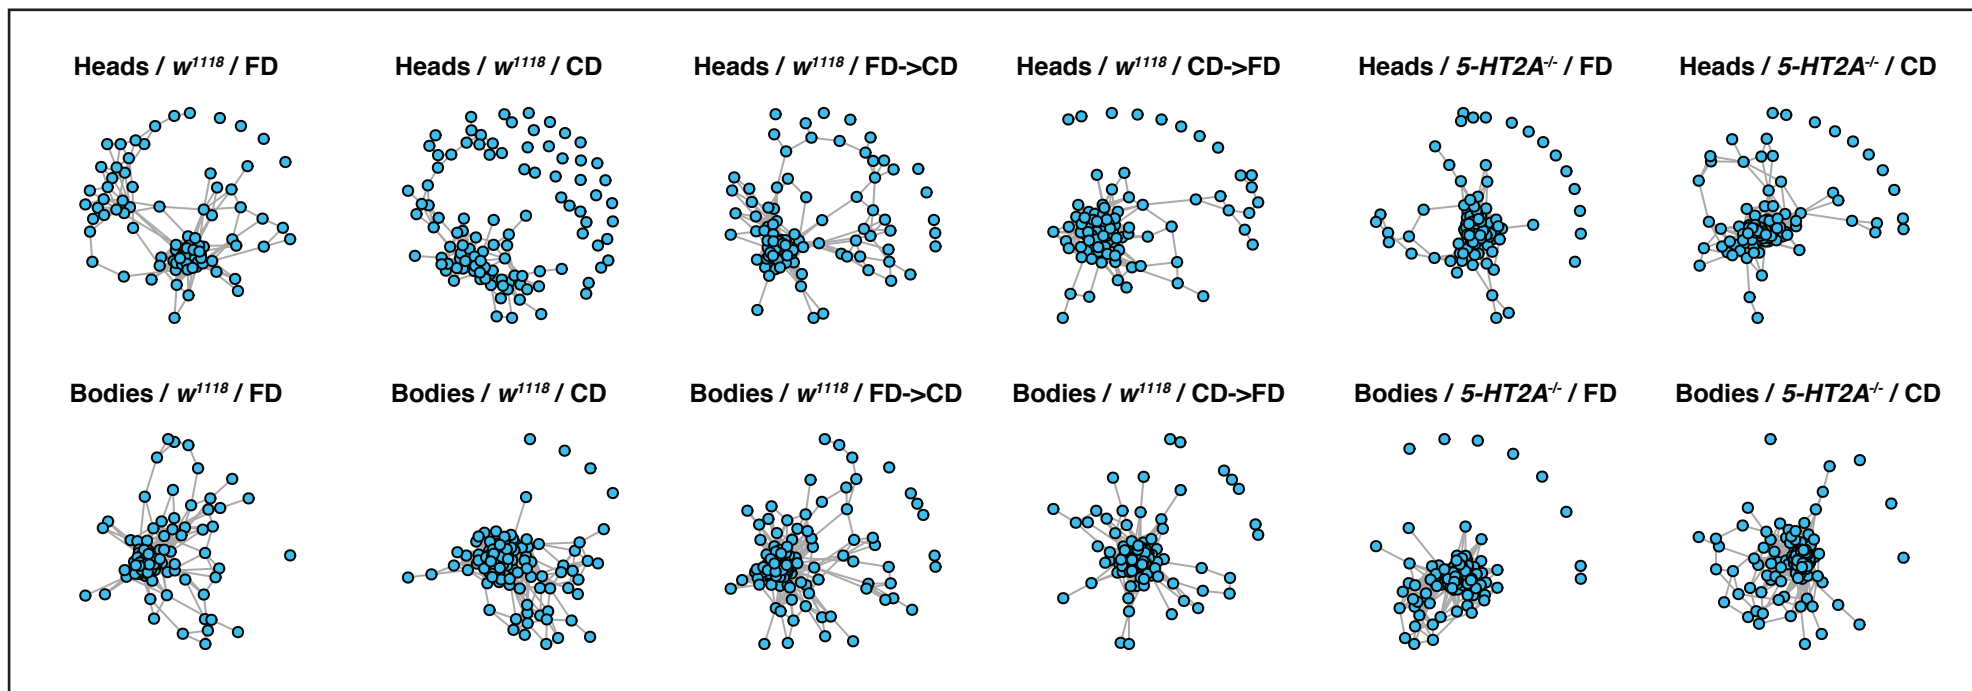 Heads / w1118 / FD
Heads / w1118 / CD
Heads / w1118 / FD->CD
Heads / w1118 / CD->FD
Heads / 5-HT2A-/- / FD
Heads / 5-HT2A-/- / CD
Bodies / w1118 / FD
Bodies / w1118 / CD
Bodies / w1118 / FD->CD
Bodies / w1118 / CD->FD
Bodies / 5-HT2A-/- / FD
Bodies / 5-HT2A-/- / CD